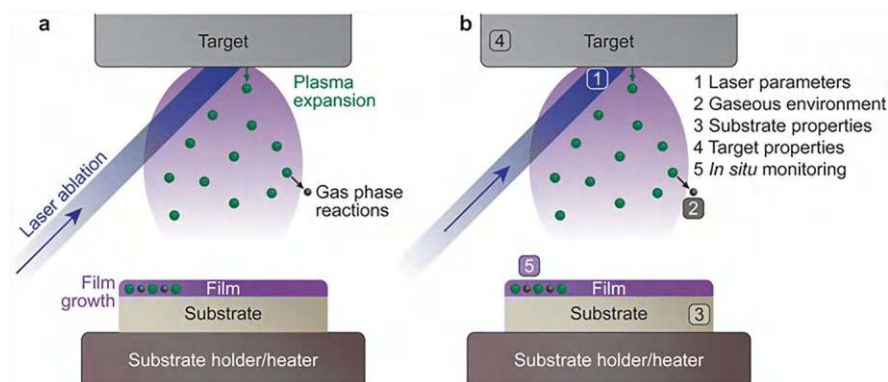 a
Target
Plasma
expansion
Laser ablation
Gas phase
reactions
Film
growth
Film
Substrate
Substrate holder/heater
b
4
Target
1
1 Laser parameters
2 Gaseous environment
3 Substrate properties
4 Target properties
5 In situ monitoring
2
5
Film
Substrate
3
Substrate holder/heater